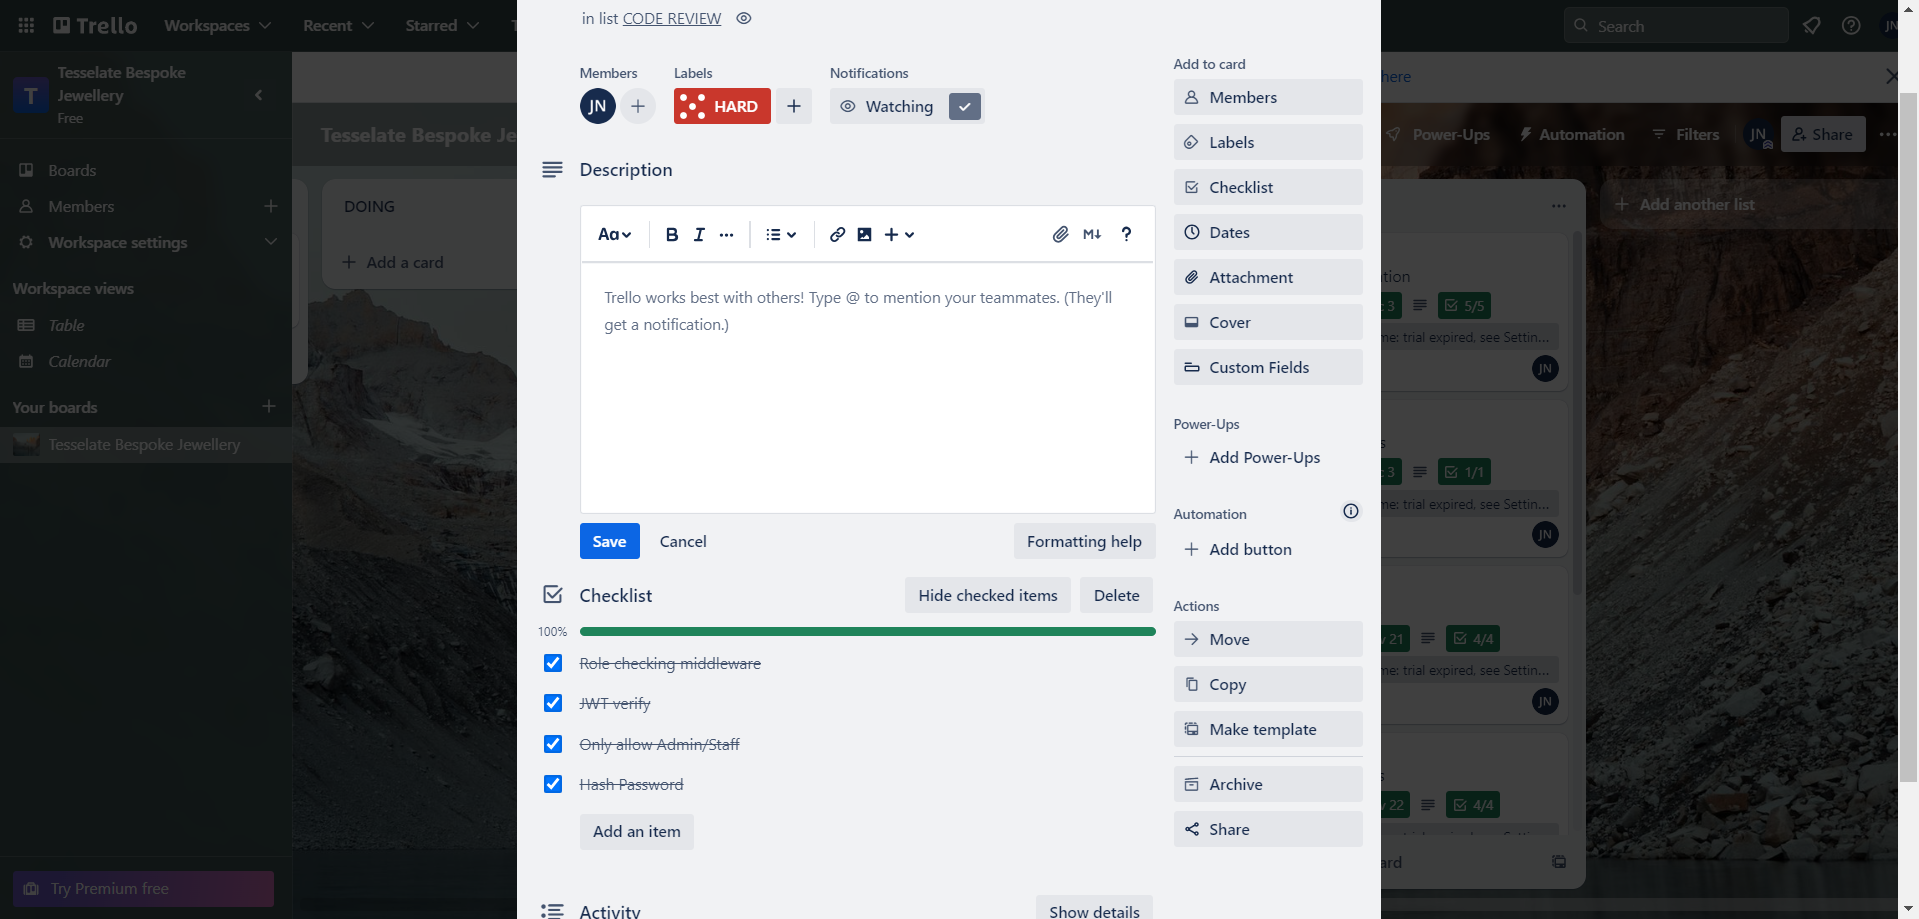 Trello
Workspaces
Recent
Starred
T
Search
JN
in list CODE REVIEW
Tesselate Bespoke
Jewellery
T
Free
Boards
Members
Workspace settings
Workspace views
Table
Calendar
Your boards
Tesselate Bespoke Jewellery
Try Premium free
Tesselate Bespoke Je
DOING
Add a card
Members
JN
Labels
HARD
Notifications
Watching
Description
Aa
B I
M
?
Trello works best with others! Type @ to mention your teammates. (They'll
get a notification.)
Save
Cancel
Formatting help
Checklist
Hide checked items
Delete
100%
Role checking middleware
JWT verify
Only allow Admin/Staff
Hash Password
Add an item
Activity
Show details
Add to card
Members
Labels
Checklist
Dates
Attachment
Cover
Custom Fields
Power-Ups
Add Power-Ups
Automation
Add button
Actions
Move
Copy
Make template
Archive
Share
here
Power-Ups
Automation
Filters
JN
Share
Add another list
tion
3
5/5
me: trial expired, see Settin...
JN
s
3
1/1
me: trial expired, see Settin...
JN
21
4/4
me: trial expired, see Settin...
JN
s
22
4/4
ard